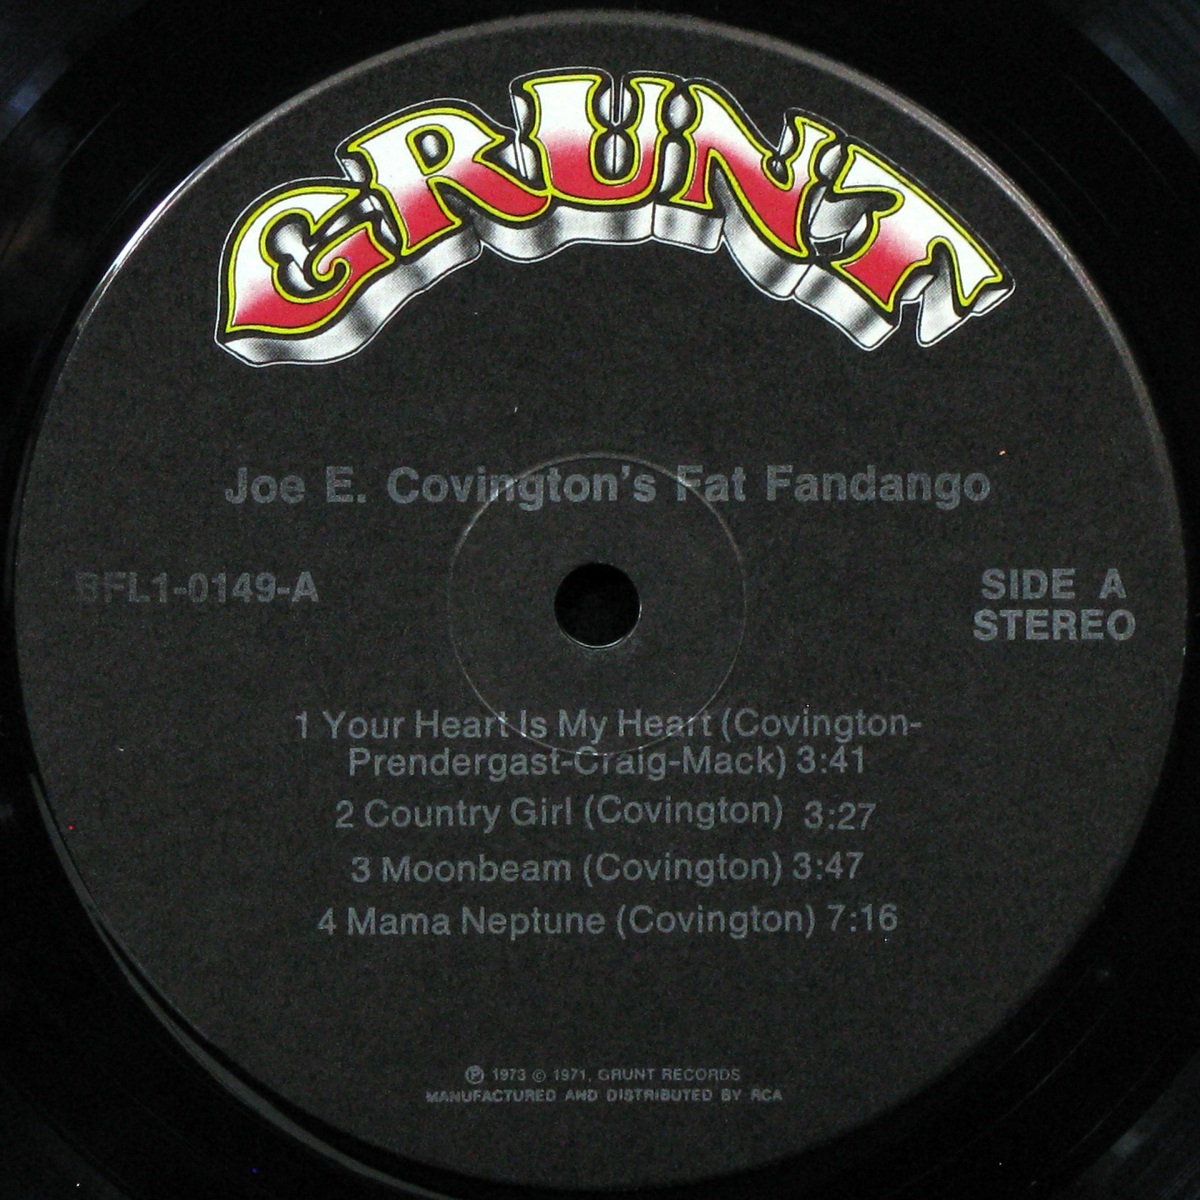 GRUNT
Joe E. Covington's Fat Fandango
BFL1-0149-A
SIDE A
STEREO
1 Your Heart Is My Heart (Covington-
Prendergast-Craig-Mack) 3:41
2 Country Girl (Covington) 3:27
3 Moonbeam (Covington) 3:47
4 Mama Neptune (Covington) 7:16
℗ 1973 © 1971, GRUNT RECORDS
MANUFACTURED AND DISTRIBUTED BY RCA